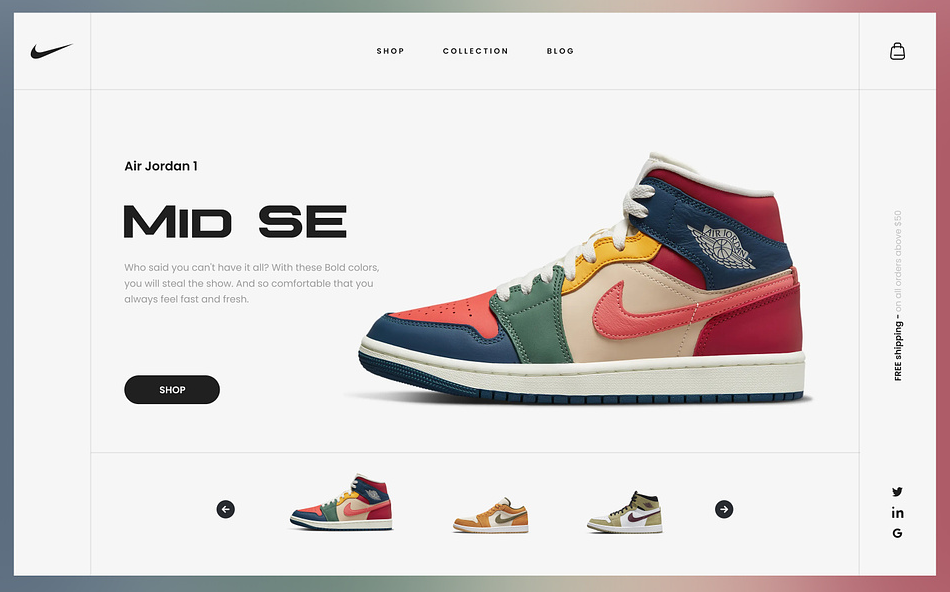 SHOP COLLECTION BLOG
Air Jordan 1
MID SE
Who said you can't have it all? With these Bold colors,
you will steal the show. And so comfortable that you
always feel fast and fresh.
SHOP
AIR JORDAN
FREE shipping - on all orders above $50
in
G